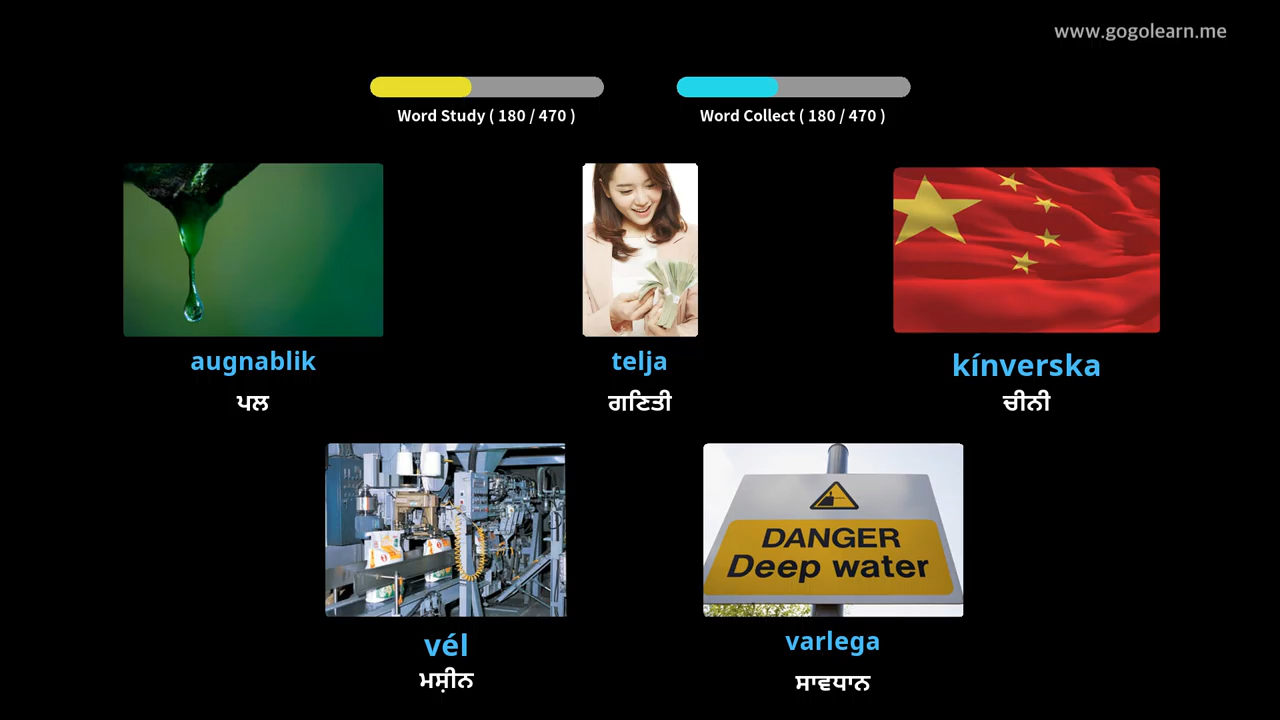 www.gogolearn.me
Word Study ( 180 / 470 )
Word Collect ( 180 / 470 )
augnablik
ਪਲ
telja
ਗਣਿਤੀ
kínverska
ਚੀਨੀ
DANGER
Deep water
vél
ਮਸ਼ੀਨ
varlega
ਸਾਵਧਾਨ